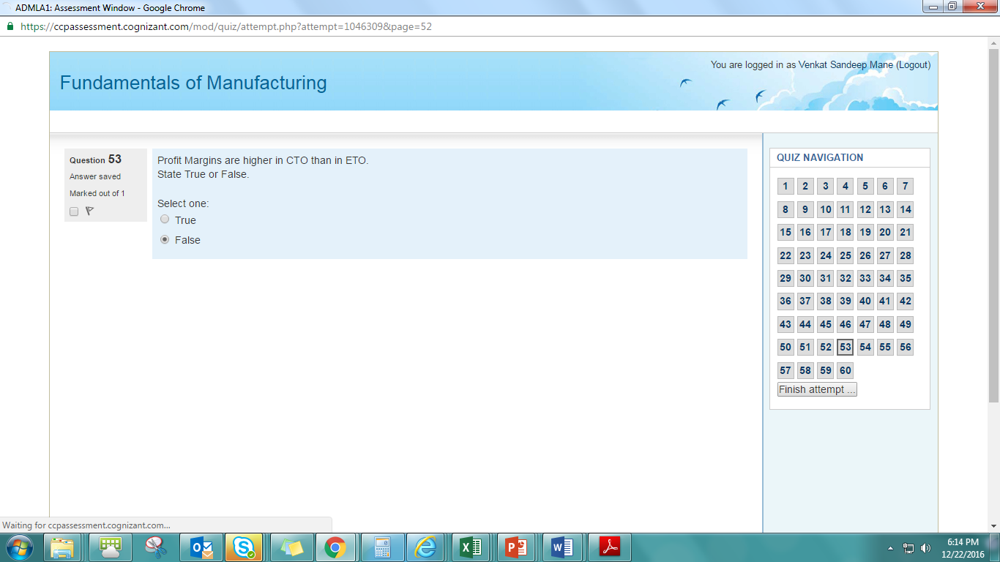 ADMLA1: Assessment Window - Google Chrome
https://ccpassessment.cognizant.com/mod/quiz/attempt.php?attempt=1046309&page=52
You are logged in as Venkat Sandeep Mane (Logout)
Fundamentals of Manufacturing
Question 53
Answer saved
Marked out of 1
Profit Margins are higher in CTO than in ETO.
State True or False.
Select one:
True
False
QUIZ NAVIGATION
1 2 3 4 5 6 7
8 9 10 11 12 13 14
15 16 17 18 19 20 21
22 23 24 25 26 27 28
29 30 31 32 33 34 35
36 37 38 39 40 41 42
43 44 45 46 47 48 49
50 51 52 53 54 55 56
57 58 59 60
Finish attempt ...
Waiting for ccpassessment.cognizant.com...
6:14 PM
12/22/2016